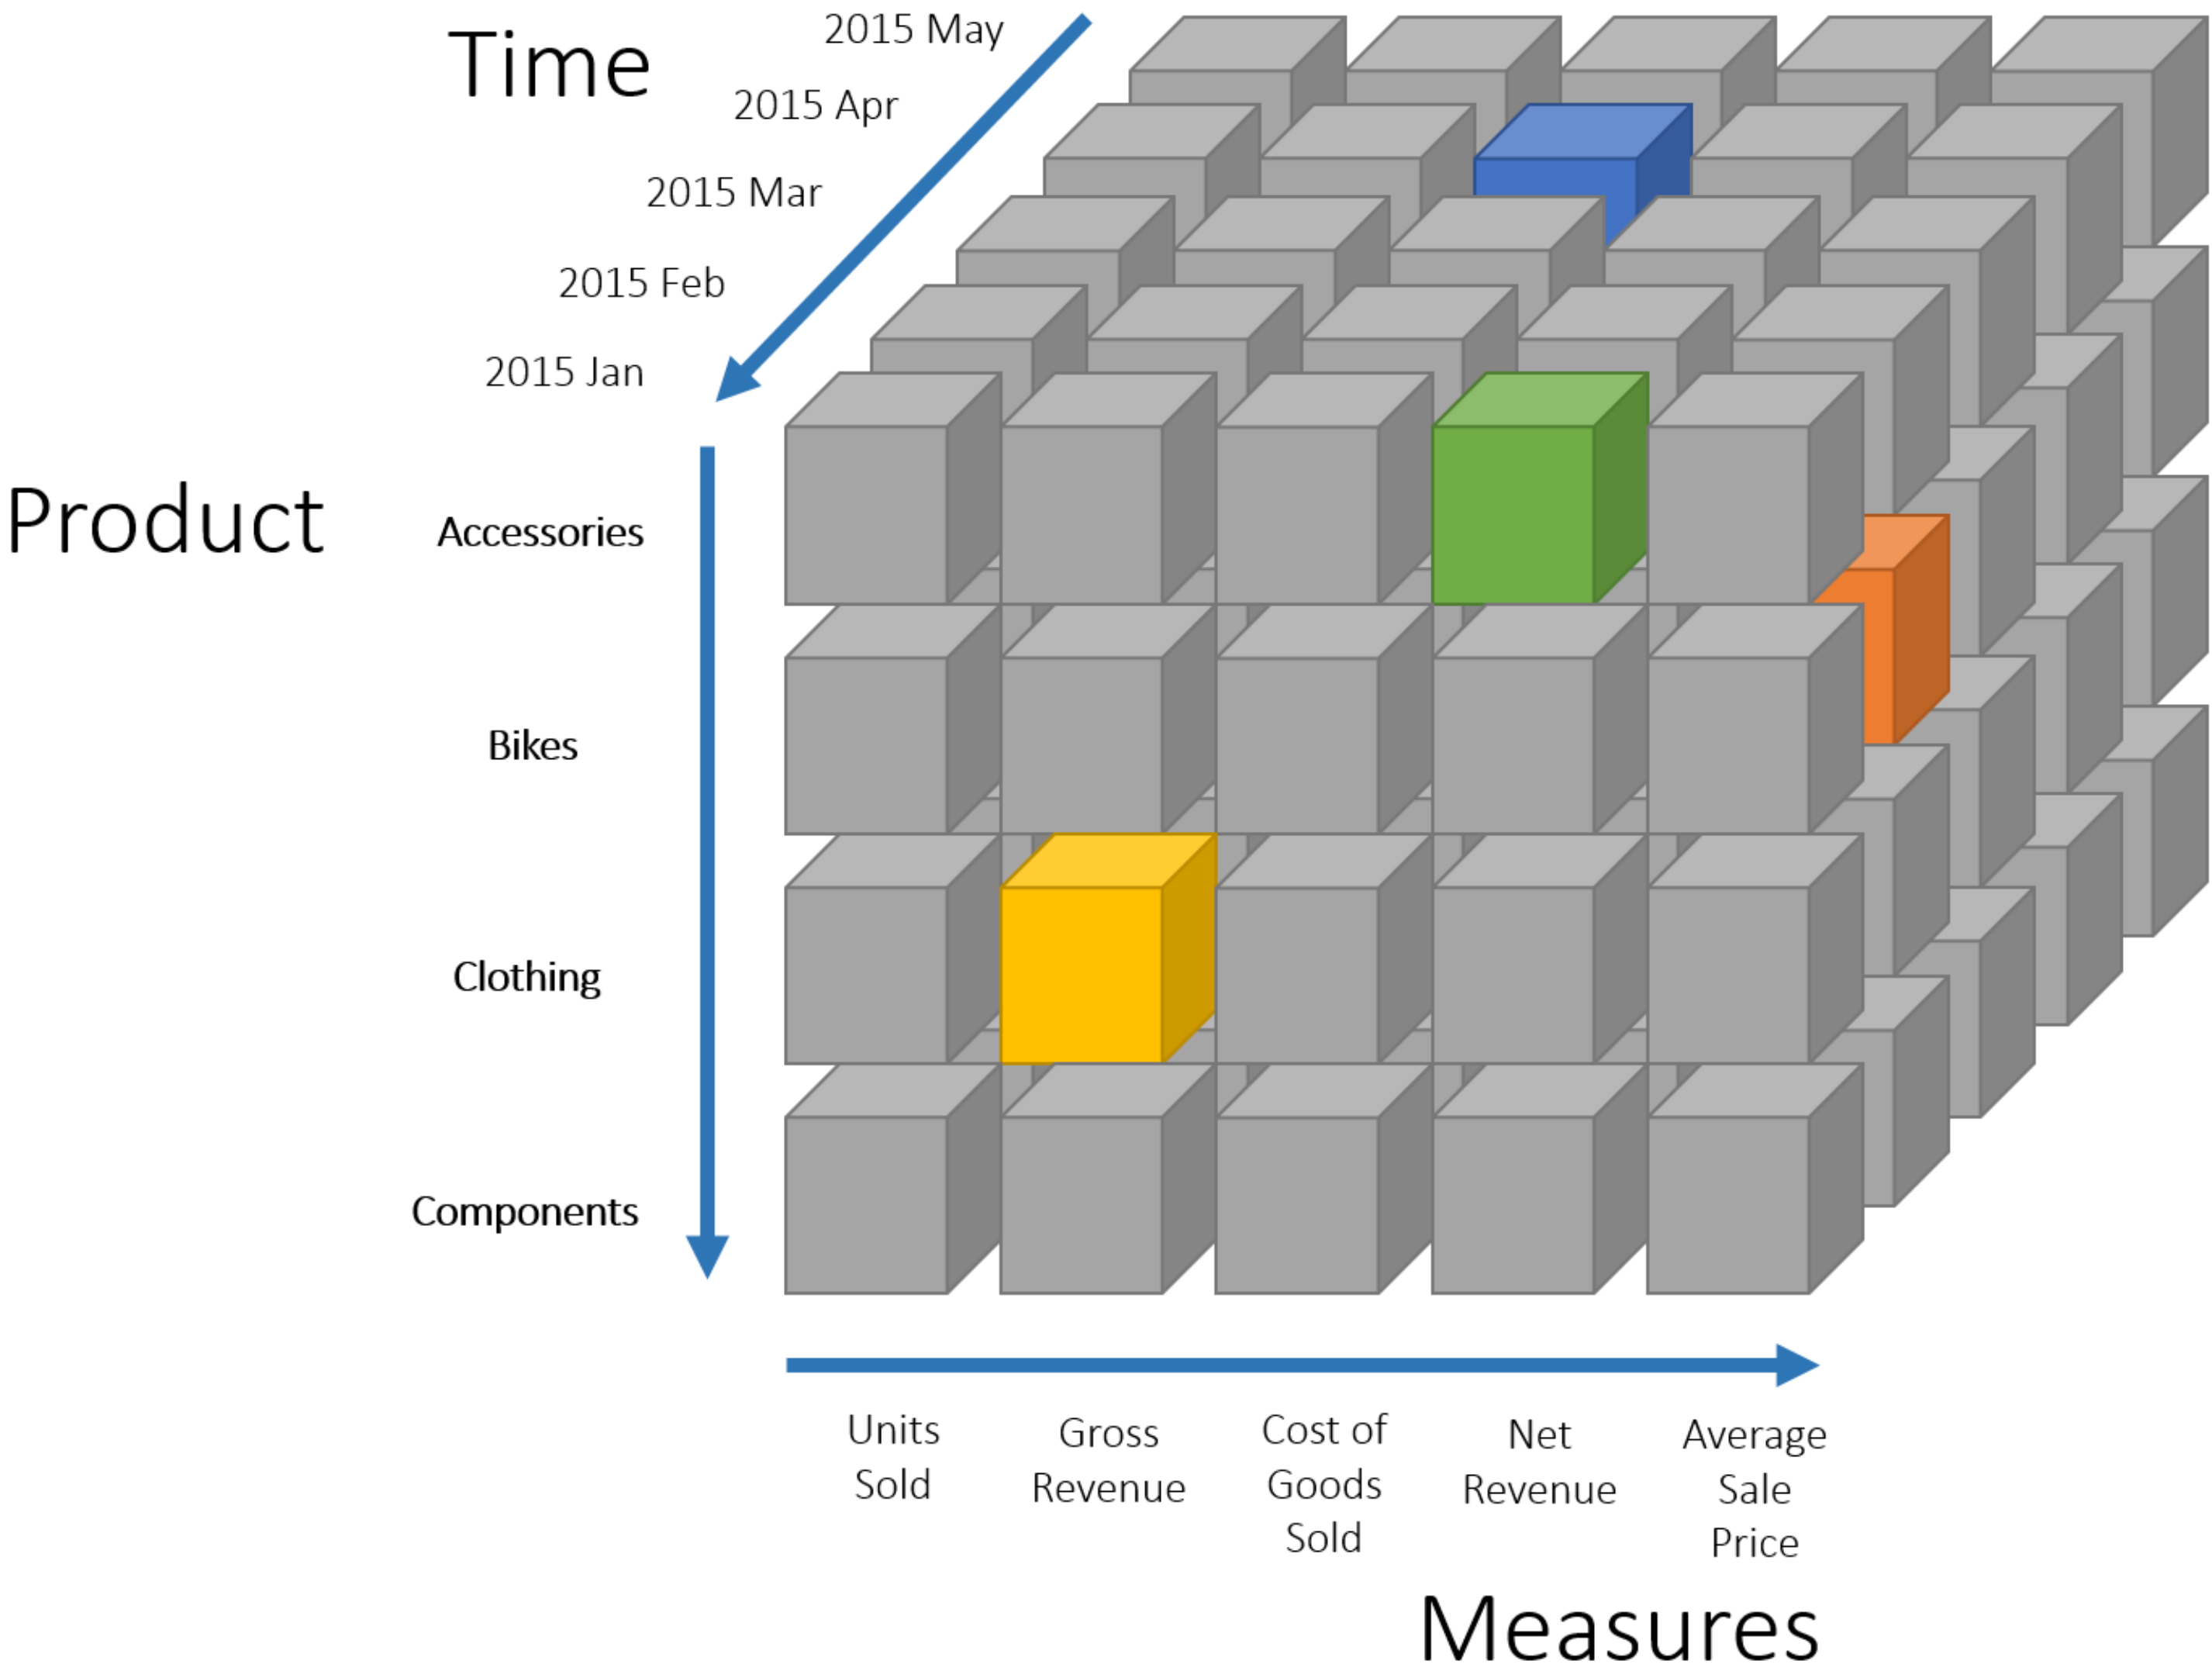 Time
2015 May
2015 Apr
2015 Mar
2015 Feb
2015 Jan
Product
Accessories
Bikes
Clothing
Components
Units
Sold
Gross
Revenue
Cost of
Goods
Sold
Net
Revenue
Average
Sale
Price
Measures